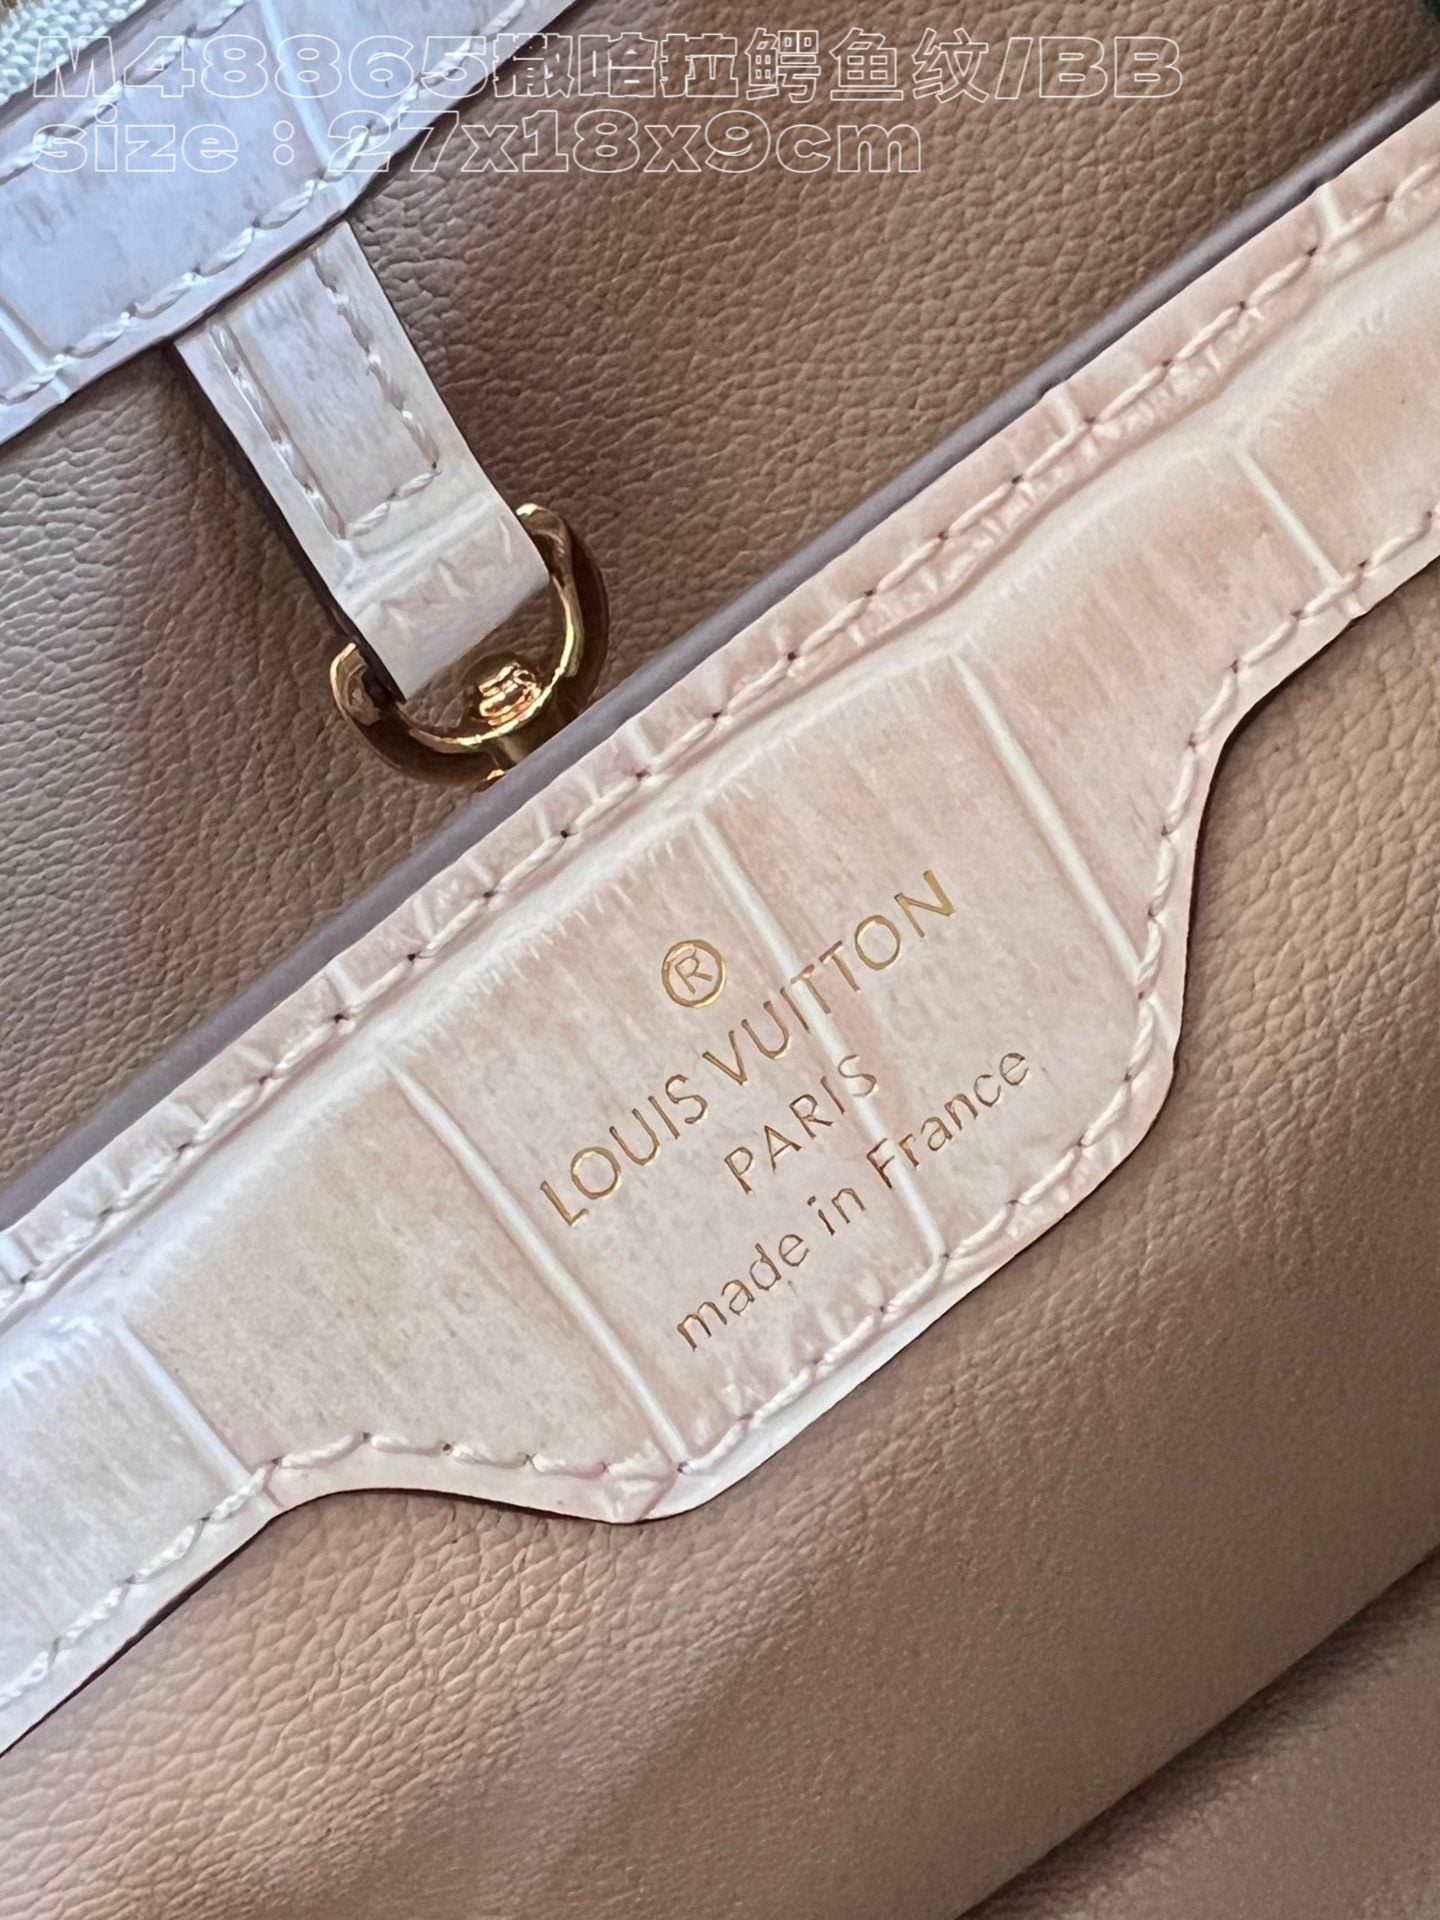 M48865撒哈拉鳄鱼纹/BB
size：27x18x9cm
®
LOUIS VUITTON
PARIS
made in France